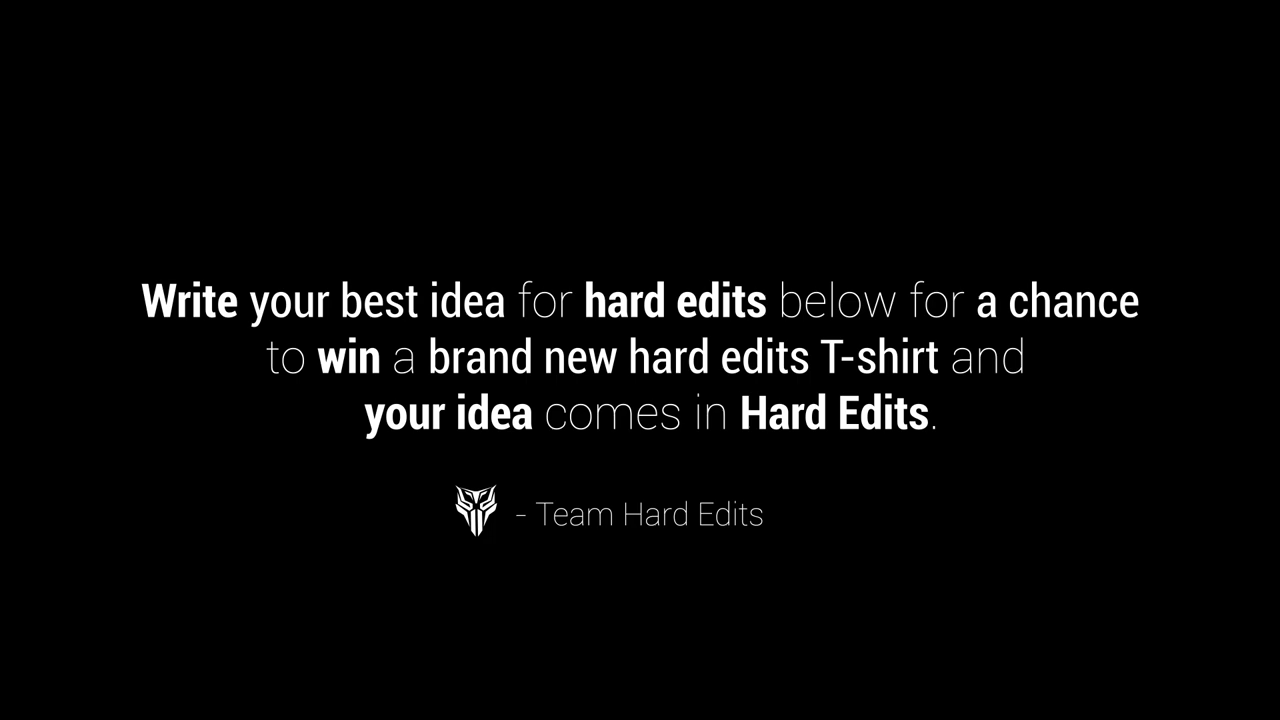 Write your best idea for hard edits below for a chance
to win a brand new hard edits T-shirt and
your idea comes in Hard Edits.
- Team Hard Edits